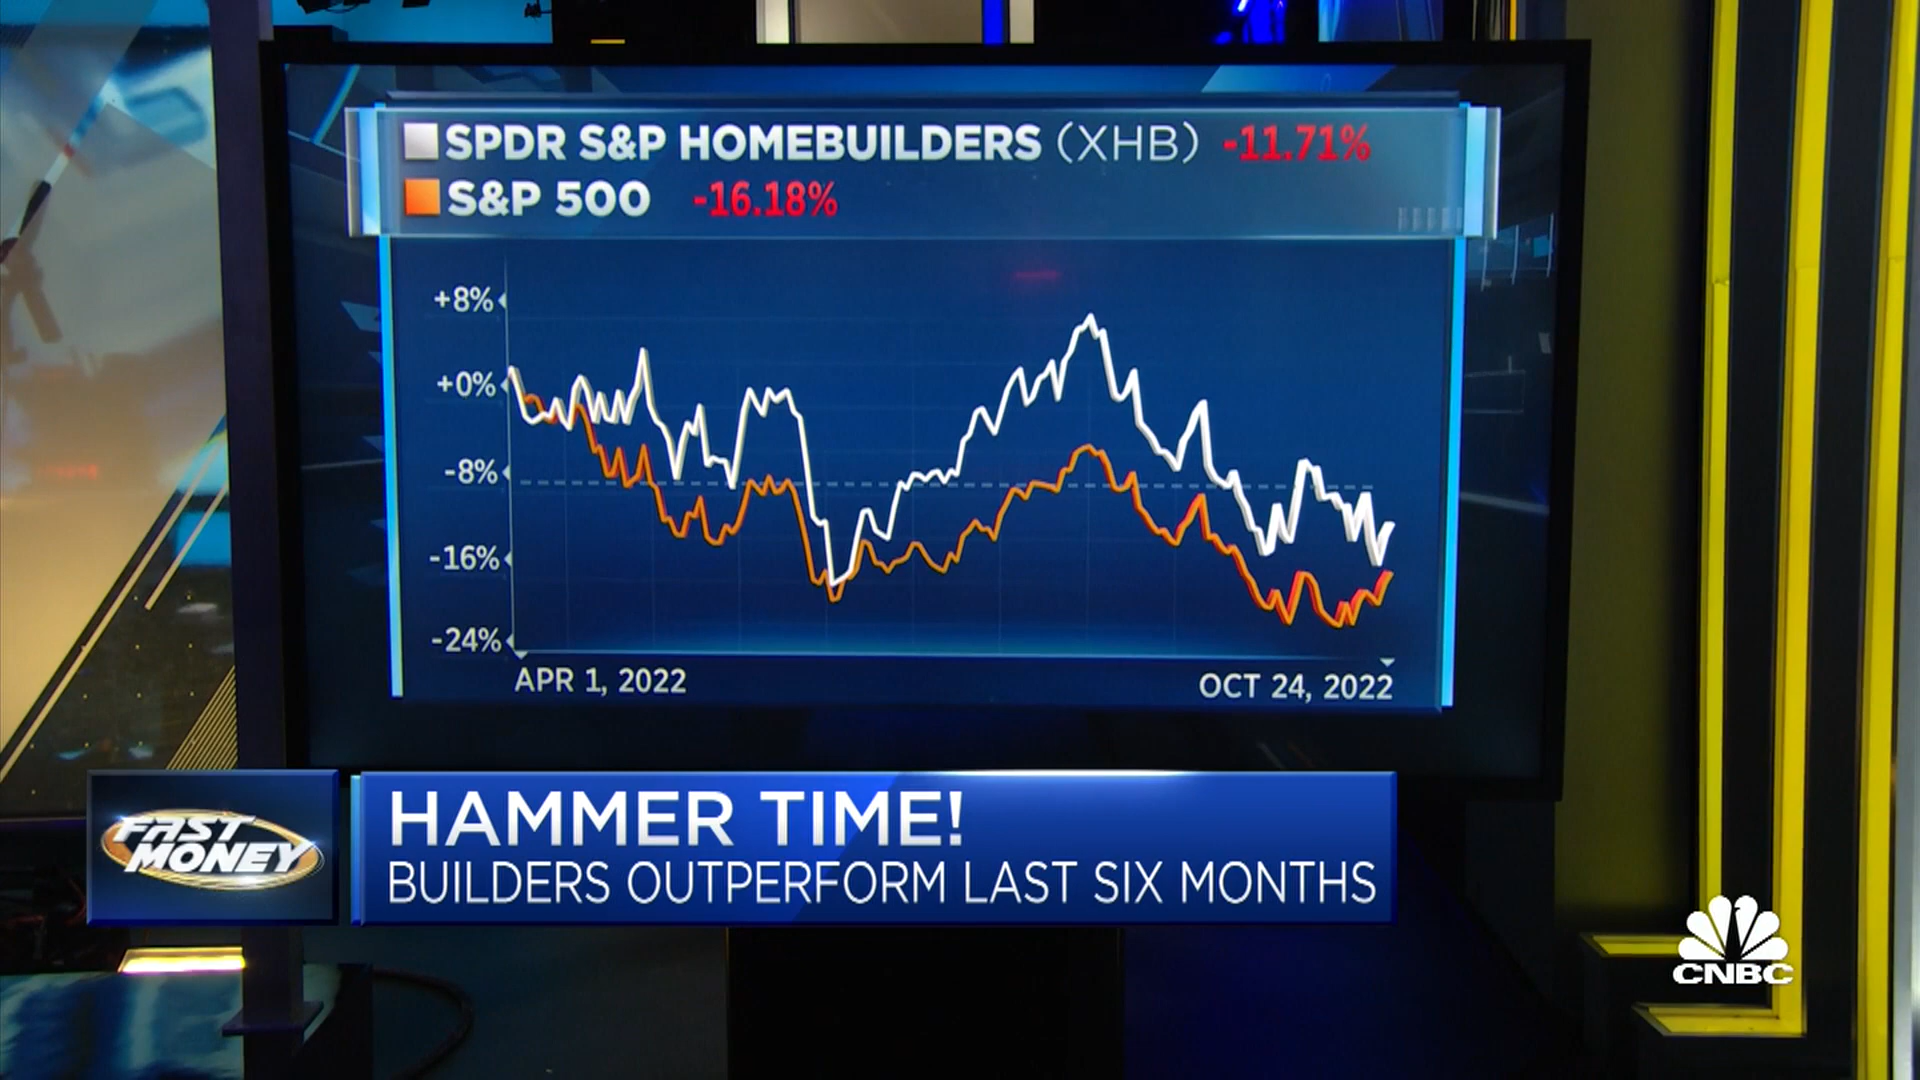 SPDR S&P HOMEBUILDERS (XHB) -11.71%
S&P 500 -16.18%
+8%
+0%
-8%
-16%
-24%
APR 1, 2022
OCT 24, 2022
FAST MONEY
HAMMER TIME!
BUILDERS OUTPERFORM LAST SIX MONTHS
CNBC